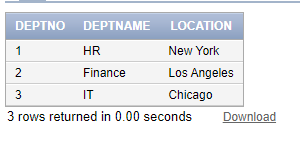 DEPTNO DEPTNAME LOCATION
1 HR New York
2 Finance Los Angeles
3 IT Chicago
3 rows returned in 0.00 seconds Download